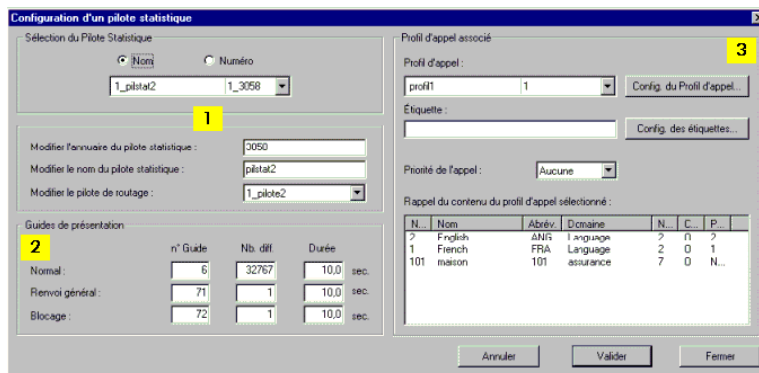 Configuration d'un pilote statistique
Sélection du Pilote Statistique
Nom
Numéro
1_pilstat2 1_3058
1
Modifier l'annuaire du pilote statistique : 3050
Modifier le nom du pilote statistique : pilstat2
Modifier le pilote de routage : 1_pilote2
Guides de présentation
2
n° Guide Nb. diff. Durée
Normal : 6 32767 10,0 sec.
Renvoi général : 71 1 10,0 sec.
Blocage : 72 1 10,0 sec.
Profil d'appel associé
3
Profil d'appel :
profil1 1 Config. du Profil d'appel...
Étiquette :
Config. des étiquettes...
Priorité de l'appel : Aucune
Rappel du contenu du profil d'appel sélectionné :
N... Nom Abrév. Domaine N... C... P...
2 English ANG Language 2 0 2
1 French FRA Language 2 0 1
101 maison 101 assurance 7 0 N...
Annuler Valider Fermer